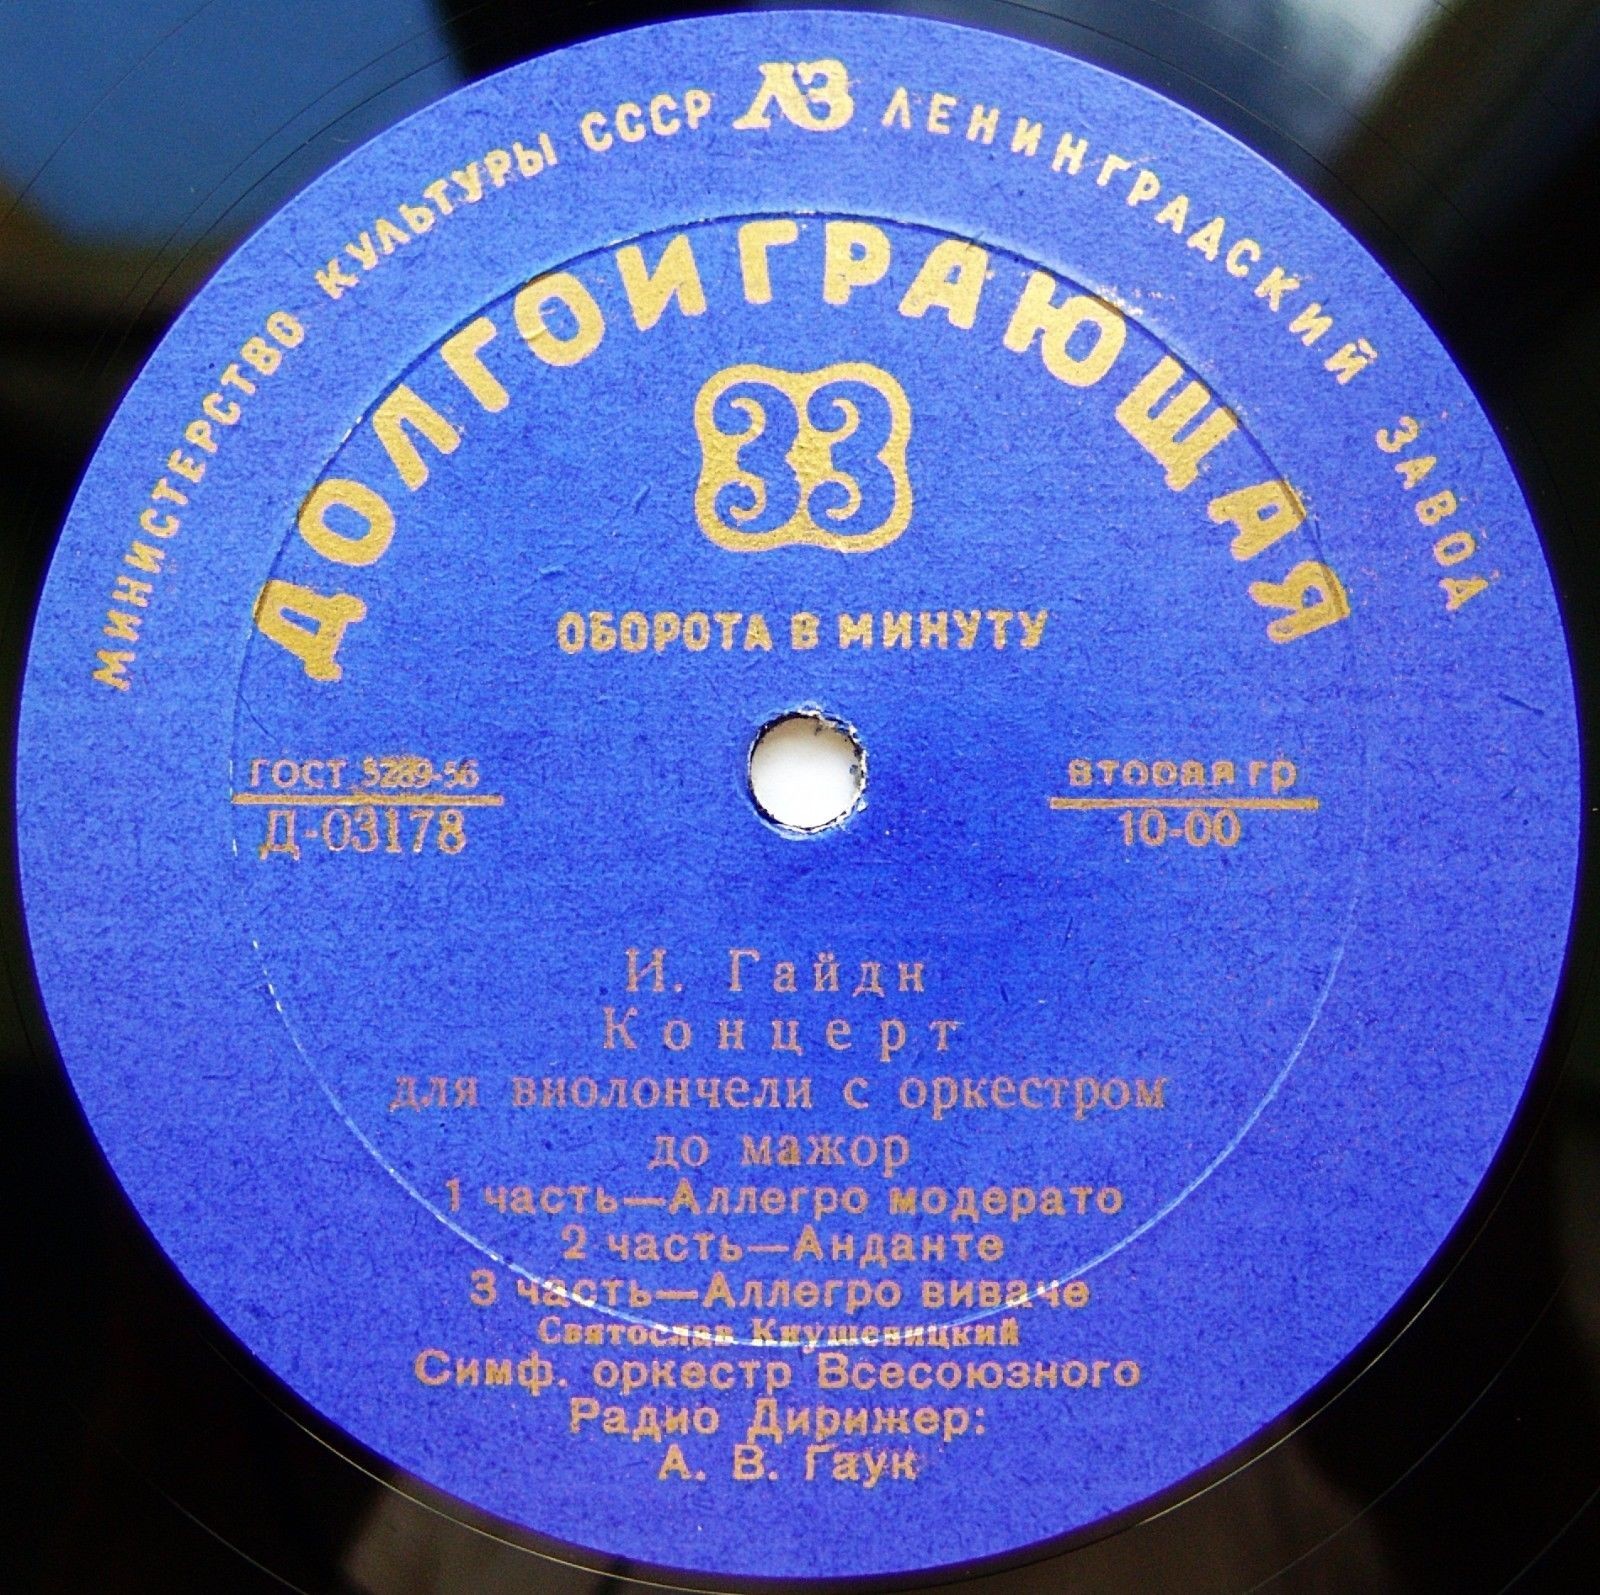 МИНИСТЕРСТВО КУЛЬТУРЫ СССР ЛЗ ЛЕНИНГРАДСКИЙ ЗАВОД
ДОЛГОИГРАЮЩАЯ
33
ОБОРОТА В МИНУТУ
ГОСТ 5289-56
Д-03178
ВТОРАЯ ГР
10-00
И. Гайдн
Концерт
для виолончели с оркестром
до мажор
1 часть—Аллегро модерато
2 часть—Анданте
3 часть—Аллегро виваче
Святослав Кнушевицкий
Симф. оркестр Всесоюзного
Радио Дирижер:
А. В. Гаук